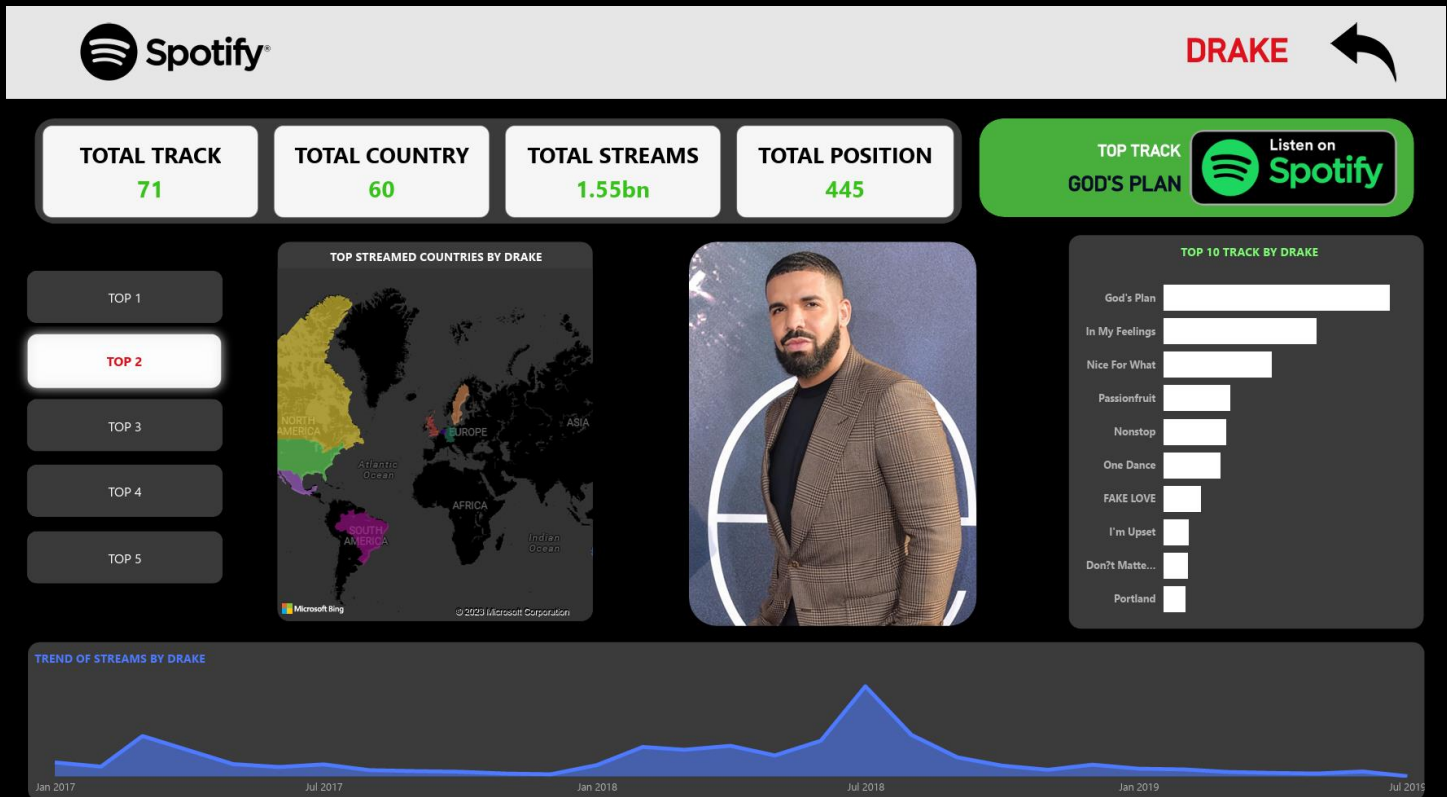 Spotify®
DRAKE
TOTAL TRACK
71
TOTAL COUNTRY
60
TOTAL STREAMS
1.55bn
TOTAL POSITION
445
TOP TRACK
GOD'S PLAN
Listen on
Spotify
TOP 1
TOP 2
TOP 3
TOP 4
TOP 5
TOP STREAMED COUNTRIES BY DRAKE
NORTH
AMERICA
EUROPE
ASIA
Atlantic
Ocean
AFRICA
SOUTH
AMERICA
Indian
Ocean
Microsoft Bing
© 2023 Microsoft Corporation
TOP 10 TRACK BY DRAKE
God's Plan
In My Feelings
Nice For What
Passionfruit
Nonstop
One Dance
FAKE LOVE
I'm Upset
Don?t Matte...
Portland
TREND OF STREAMS BY DRAKE
Jan 2017
Jul 2017
Jan 2018
Jul 2018
Jan 2019
Jul 2019